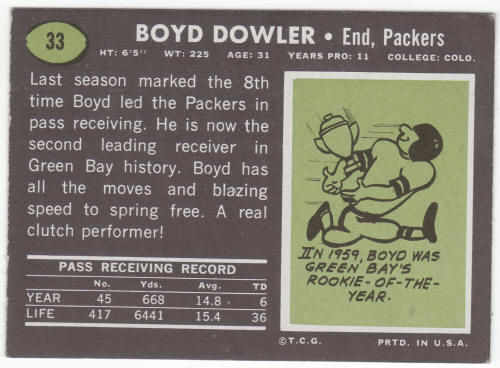 33
BOYD DOWLER • End, Packers
HT: 6'5" WT: 225 AGE: 31 YEARS PRO: 11 COLLEGE: COLO.
Last season marked the 8th
time Boyd led the Packers in
pass receiving. He is now the
second leading receiver in
Green Bay history. Boyd has
all the moves and blazing
speed to spring free. A real
clutch performer!
PASS RECEIVING RECORD
No. Yds. Avg. TD
YEAR 45 668 14.8 6
LIFE 417 6441 15.4 36
IN 1959, BOYD WAS
GREEN BAY'S
ROOKIE-OF-THE-
YEAR.
©T.C.G. PRTD. IN U.S.A.